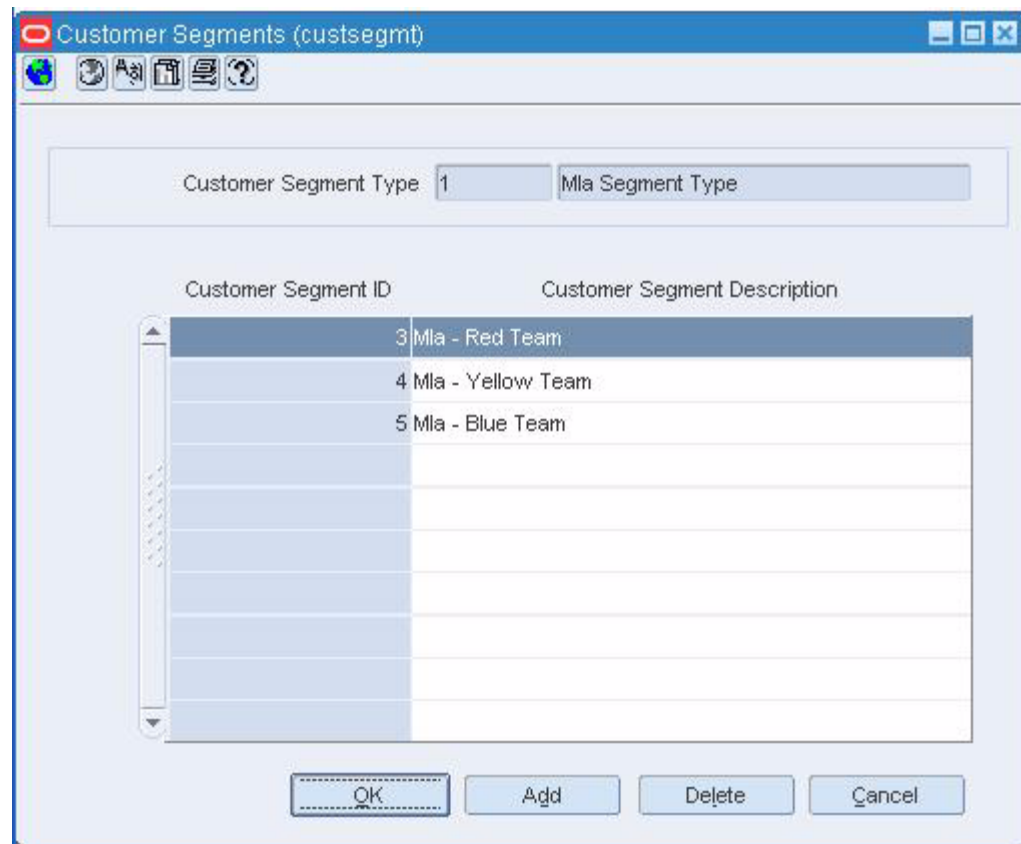 Customer Segments (custsegmt)
Customer Segment Type 1 Mla Segment Type
Customer Segment ID Customer Segment Description
3 Mla - Red Team
4 Mla - Yellow Team
5 Mla - Blue Team
OK Add Delete Cancel